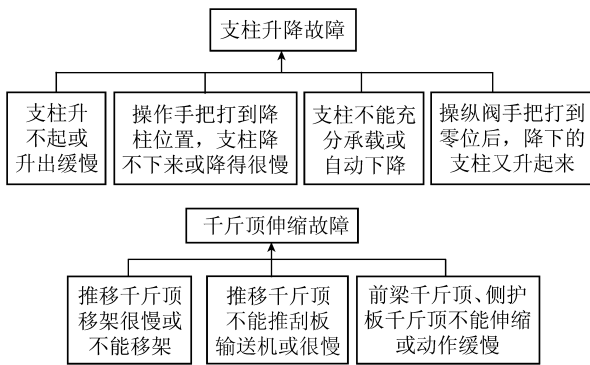 支柱升降故障
支柱升
不起或
升出缓慢
操作手把打到降
柱位置，支柱降
不下来或降得很慢
支柱不能充
分承载或
自动下降
操纵阀手把打到
零位后，降下的
支柱又升起来
千斤顶伸缩故障
推移千斤顶
移架很慢或
不能移架
推移千斤顶
不能推刮板
输送机或很慢
前梁千斤顶、侧护
板千斤顶不能伸缩
或动作缓慢